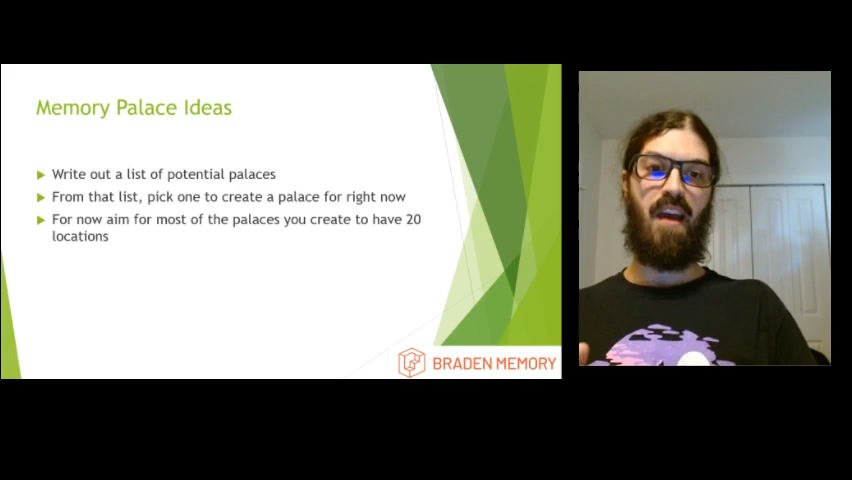 Memory Palace Ideas
Write out a list of potential palaces
From that list, pick one to create a palace for right now
For now aim for most of the palaces you create to have 20
locations
BRADEN MEMORY